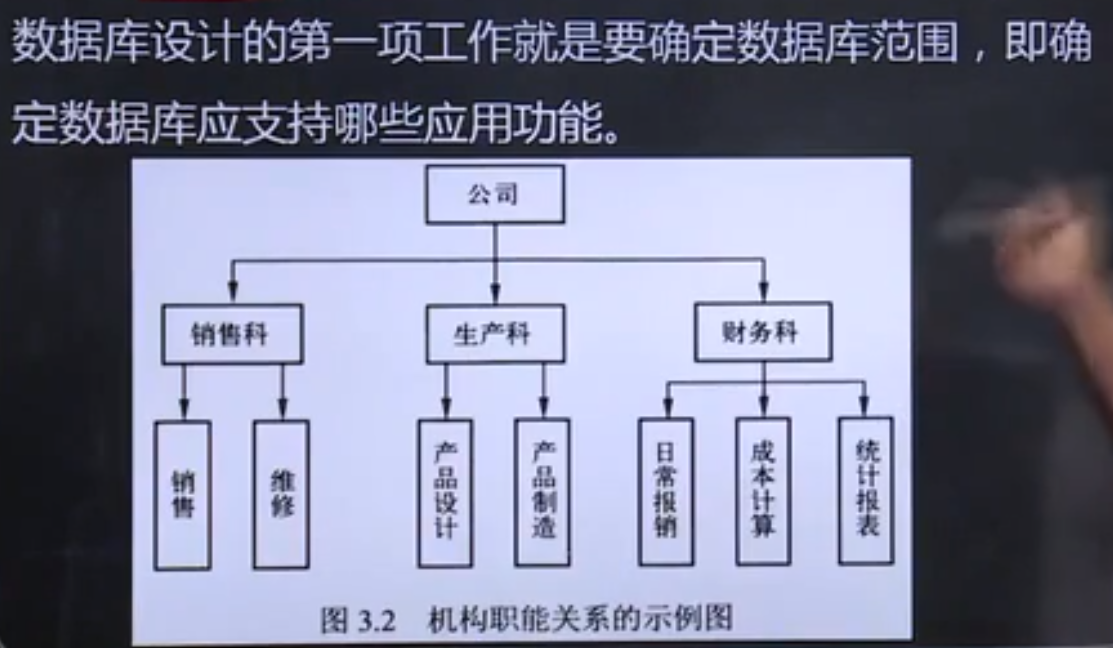 数据库设计的第一项工作就是要确定数据库范围，即确
定数据库应支持哪些应用功能。
公司
销售科
生产科
财务科
销售
维修
产品设计
产品制造
日常报销
成本计算
统计报表
图 3.2 机构职能关系的示例图